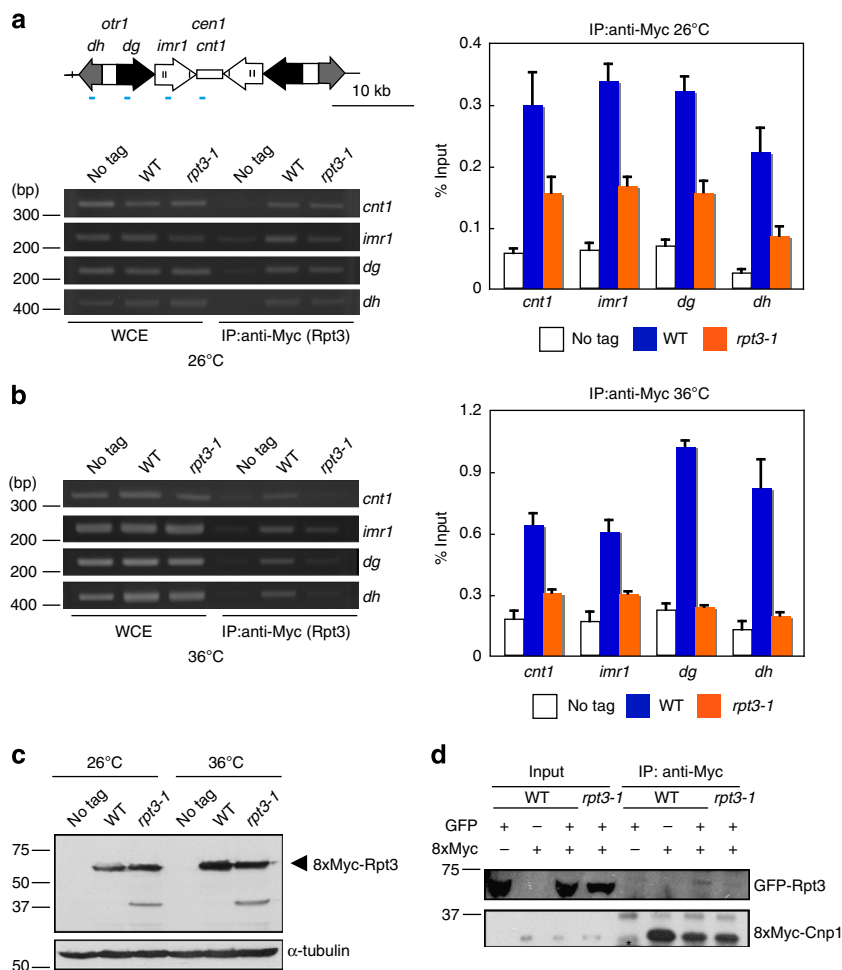 a
otr1 cen1
dh dg imr1 cnt1
II II
10 kb
No tag WT rpt3-1 No tag WT rpt3-1
(bp)
300 cnt1
200 imr1
200 dg
400 dh
WCE IP:anti-Myc (Rpt3)
26°C
IP:anti-Myc 26°C
% Input
0.4
0.3
0.2
0.1
0
cnt1 imr1 dg dh
No tag WT rpt3-1
b
No tag WT rpt3-1 No tag WT rpt3-1
(bp)
300 cnt1
200 imr1
200 dg
400 dh
WCE IP:anti-Myc (Rpt3)
36°C
IP:anti-Myc 36°C
% Input
1.2
0.9
0.6
0.3
0
cnt1 imr1 dg dh
No tag WT rpt3-1
c
26°C 36°C
No tag WT rpt3-1 No tag WT rpt3-1
75
50
37
8xMyc-Rpt3
α-tubulin
50
d
Input IP: anti-Myc
WT rpt3-1 WT rpt3-1
GFP + – + + + – + +
8xMyc – + + + – + + +
75
GFP-Rpt3
37
8xMyc-Cnp1
*
25